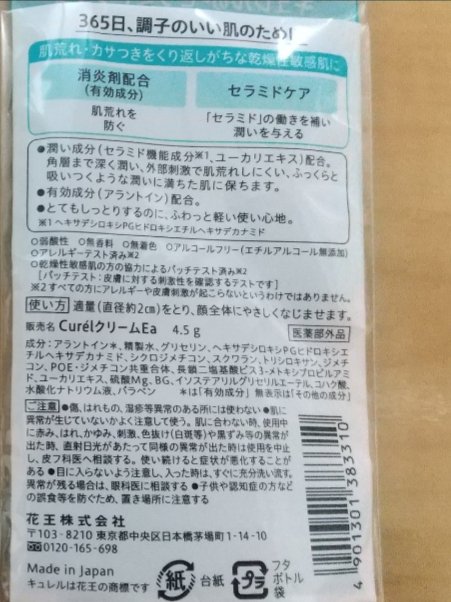 365日、調子のいい肌のために
肌荒れ・カサつきをくり返しがちな乾燥性敏感肌に
消炎剤配合
(有効成分)
肌荒れを
防ぐ
セラミドケア
「セラミド」の働きを補い
潤いを与える
●潤い成分(セラミド機能成分※1、ユーカリエキス)配合。
角層まで深く潤い、外部刺激で肌荒れしにくい、ふっくらと
吸いつくような潤いに満ちた肌に保ちます。
●有効成分(アラントイン)配合。
●とてもしっとりするのに、ふわっと軽い使い心地。
※1 ヘキサデシロキシPGヒドロキシエチルヘキサデカナミド
○弱酸性 ○無香料 ○無着色 ○アルコールフリー(エチルアルコール無添加)
○アレルギーテスト済み※2
○乾燥性敏感肌の方の協力によるパッチテスト済み※2
[パッチテスト:皮膚に対する刺激性を確認するテストです]
※2 すべての方にアレルギーや皮膚刺激が起こらないというわけではありません。
使い方 適量(直径約2cm)をとり、顔全体にやさしくなじませます。
販売名 CurélクリームEa 4.5g 医薬部外品
成分:アラントイン*、精製水、グリセリン、ヘキサデシロキシPGヒドロキシエ
チルヘキサデカナミド、シクロジメチコン、スクワラン、トリシロキサン、ジメチ
コン、POE・ジメチコン共重合体、長鎖二塩基酸ビス3-メトキシプロピルアミ
ド、ユーカリエキス、硫酸Mg、BG、イソステアリルグリセリルエーテル、コハク酸、
水酸化ナトリウム液、パラベン *は「有効成分」無表示は「その他の成分」
ご注意 ●傷、はれもの、湿疹等異常のある所には使わない ●肌に
異常が生じていないかよく注意して使う。肌に合わない時、使用中
に赤み、はれ、かゆみ、刺激、色抜け(白斑等)や黒ずみ等の異常が
出た時、直射日光があたって同様の異常が出た時は使用を中止
し、皮フ科医へ相談する。使い続けると症状が悪化することが
ある ●目に入らないよう注意し、入った時は、すぐに充分洗い流す。
異常が残る場合は、眼科医に相談する ●子供や認知症の方など
の誤食等を防ぐため、置き場所に注意する
花王株式会社
〒103-8210 東京都中央区日本橋茅場町1-14-10
0120-165-698
Made in Japan
キュレルは花王の商標です
紙 台紙
プラ
フタ
ボトル
袋
4 901301 383310